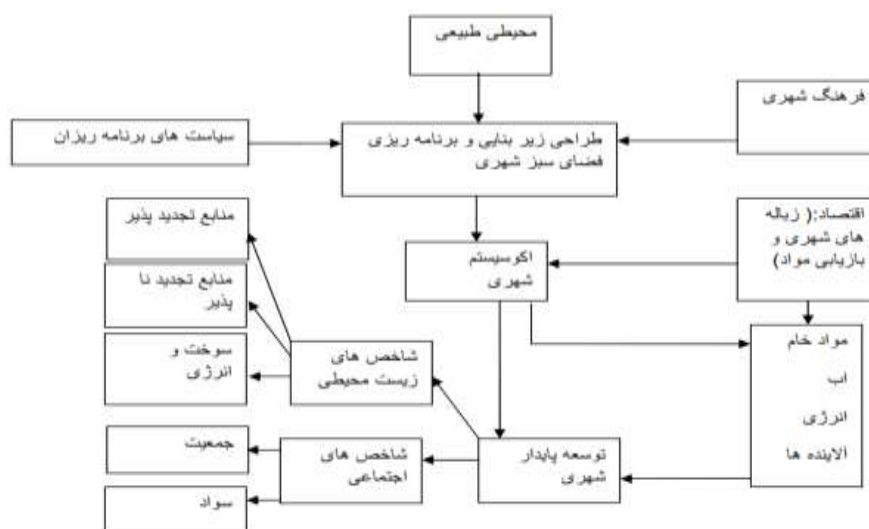 محیطی طبیعی
فرهنگ شهری
سیاست های برنامه ریزان
طراحی زیر بنایی و برنامه ریزی
فضای سبز شهری
منابع تجدید پذیر
اقتصاد:( زباله
های شهری و
بازیابی مواد)
اکوسیستم
شهری
منابع تجدید نا
پذیر
سوخت و
انرژی
شاخص های
زیست محیطی
مواد خام
اب
انرژی
آلاینده ها
جمعیت
شاخص های
اجتماعی
توسعه پایدار
شهری
سواد